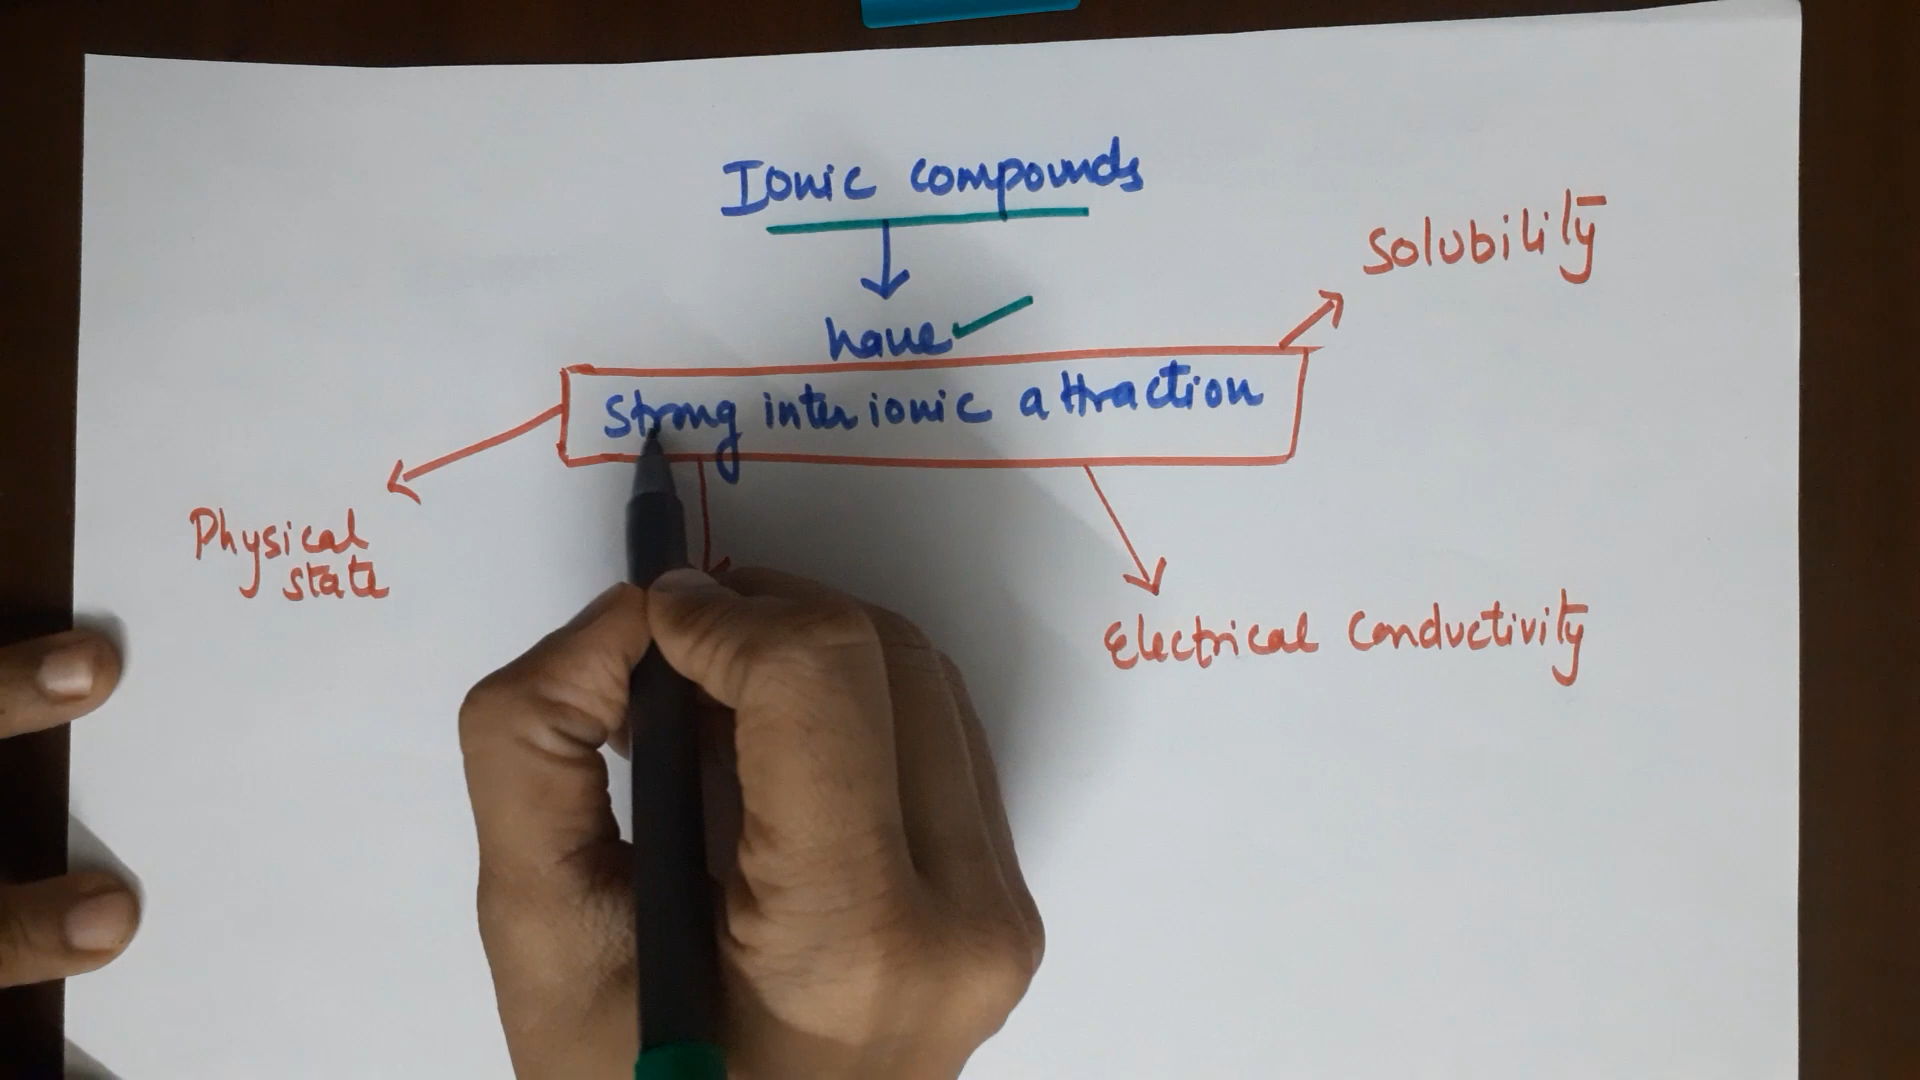 Ionic compounds
have
Strong inter ionic attraction
Solubility
Physical
state
Electrical Conductivity